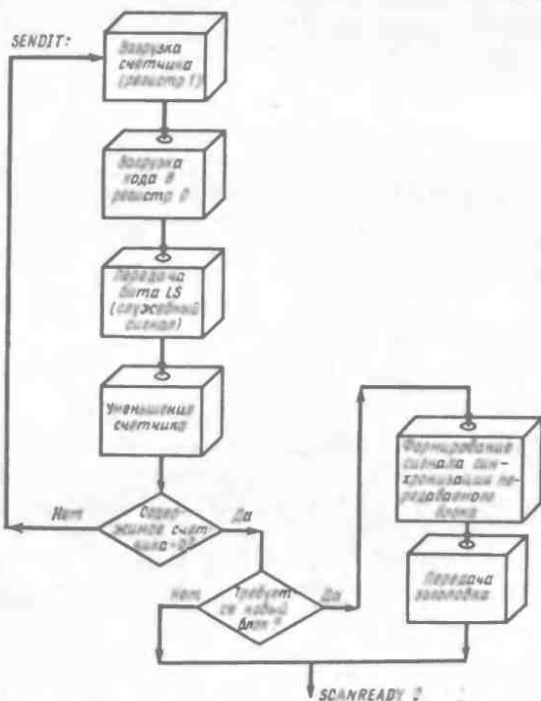 SENDIT:
Загрузка
счетчика
(регистр 1)
Загрузка
кода в
регистр 0
Передача
бита LS
(служебный
сигнал)
Уменьшение
счетчика
Содер-
жимое счет
чика=0?
Нет
Да
Требует-
ся новый
блок?
Нет
Да
Формирование
сигнала син-
хронизации пе-
редаваемого
блока
Передача
заголовка
SCANREADY 2